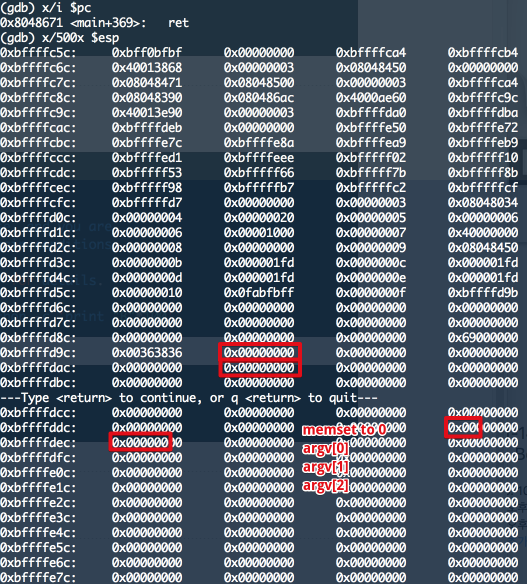 (gdb) x/i $pc
0x8048671 <main+369>: ret
(gdb) x/500x $esp
0xbffffc5c: 0xbff0bfbf 0x00000000 0xbffffca4 0xbffffcb4
0xbffffc6c: 0x40013868 0x00000003 0x08048450 0x00000000
0xbffffc7c: 0x08048471 0x08048500 0x00000003 0xbffffca4
0xbffffc8c: 0x08048390 0x080486ac 0x4000ae60 0xbffffc9c
0xbffffc9c: 0x40013e90 0x00000003 0xbffffda0 0xbffffdba
0xbffffcac: 0xbffffdeb 0x00000000 0xbffffe50 0xbffffe72
0xbffffcbc: 0xbffffe7c 0xbffffe8a 0xbffffea9 0xbffffeb9
0xbffffccc: 0xbffffed1 0xbffffeee 0xbfffff02 0xbfffff10
0xbffffcdc: 0xbfffff53 0xbfffff66 0xbfffff7b 0xbfffff8b
0xbffffcec: 0xbfffff98 0xbfffffb7 0xbfffffc2 0xbfffffcf
0xbffffcfc: 0xbfffffd7 0x00000000 0x00000003 0x08048034
0xbffffd0c: 0x00000004 0x00000020 0x00000005 0x00000006
0xbffffd1c: 0x00000006 0x00001000 0x00000007 0x40000000
0xbffffd2c: 0x00000008 0x00000000 0x00000009 0x08048450
0xbffffd3c: 0x0000000b 0x000001fd 0x0000000c 0x000001fd
0xbffffd4c: 0x0000000d 0x000001fd 0x0000000e 0x000001fd
0xbffffd5c: 0x00000010 0x0fabfbff 0x0000000f 0xbffffd9b
0xbffffd6c: 0x00000000 0x00000000 0x00000000 0x00000000
0xbffffd7c: 0x00000000 0x00000000 0x00000000 0x00000000
0xbffffd8c: 0x00000000 0x00000000 0x00000000 0x69000000
0xbffffd9c: 0x00363836 0x00000000 0x00000000 0x00000000
0xbffffdac: 0x00000000 0x00000000 0x00000000 0x00000000
0xbffffdbc: 0x00000000 0x00000000 0x00000000 0x00000000
---Type <return> to continue, or q <return> to quit---
0xbffffdcc: 0x00000000 0x00000000 0x00000000 0x00000000
0xbffffddc: 0x00000000 0x00000000 memset to 0 0x00000000
0xbffffdec: 0x00000000 0x00000000 argv[0] 0x00000000
0xbffffdfc: 0x00000000 0x00000000 argv[1] 0x00000000
0xbffffe0c: 0x00000000 0x00000000 0x00000000 0x00000000
0xbffffe1c: 0x00000000 0x00000000 argv[2] 0x00000000
0xbffffe2c: 0x00000000 0x00000000 0x00000000 0x00000000
0xbffffe3c: 0x00000000 0x00000000 0x00000000 0x00000000
0xbffffe4c: 0x00000000 0x00000000 0x00000000 0x00000000
0xbffffe5c: 0x00000000 0x00000000 0x00000000 0x00000000
0xbffffe6c: 0x00000000 0x00000000 0x00000000 0x00000000
0xbffffe7c: 0x00000000 0x00000000 0x00000000 0x00000000